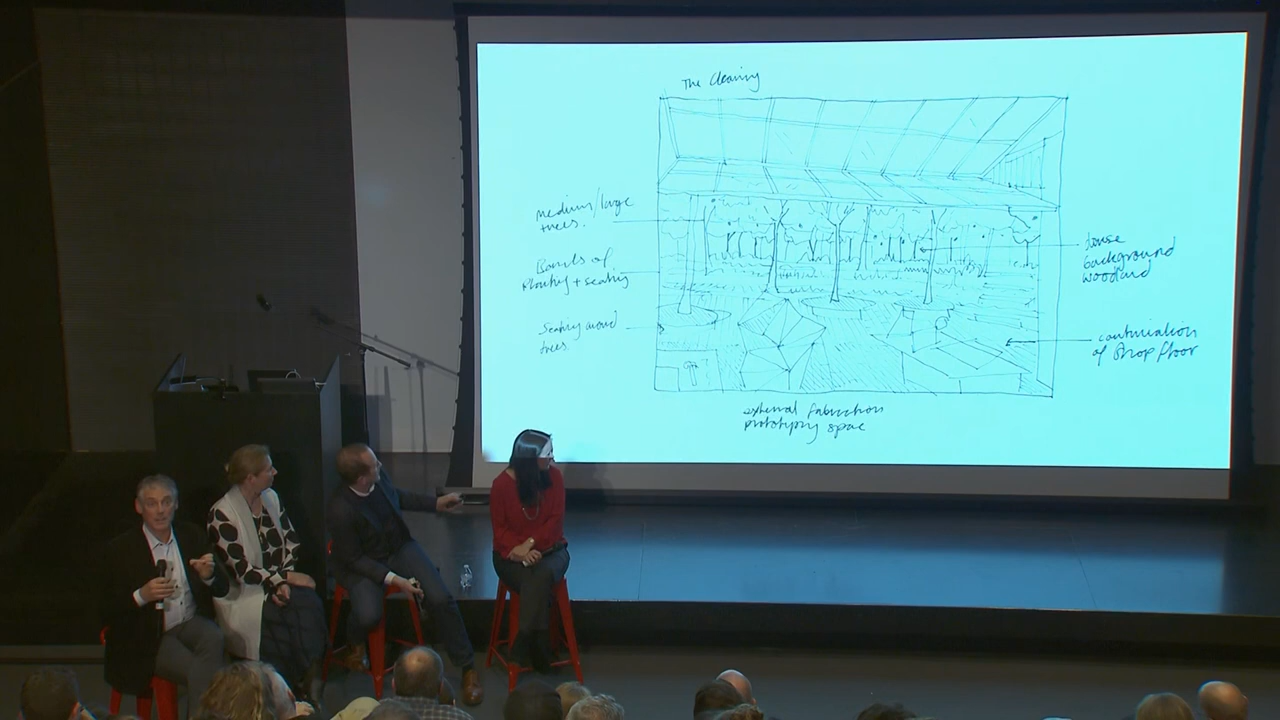 The Clearing
medium/large
trees.
Bands of
planting + seating
Seating around
trees.
dense
background
woodland
continuation
of shop floor
external fabrication
prototyping space